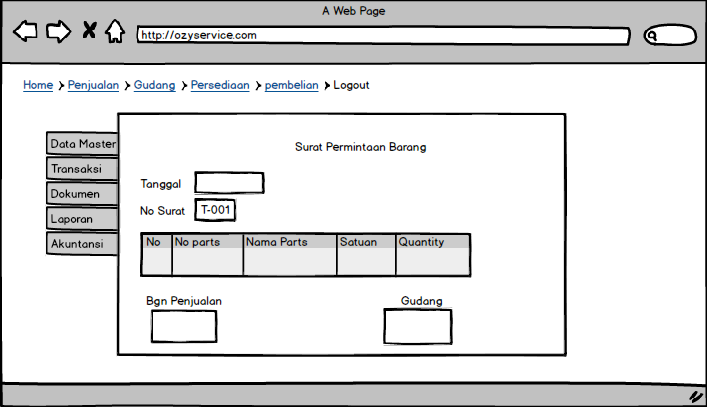 A Web Page
http://ozyservice.com
Home Penjualan Gudang Persediaan pembelian Logout
Data Master
Transaksi
Dokumen
Laporan
Akuntansi
Surat Permintaan Barang
Tanggal
No Surat T-001
No No parts Nama Parts Satuan Quantity
Bgn Penjualan Gudang